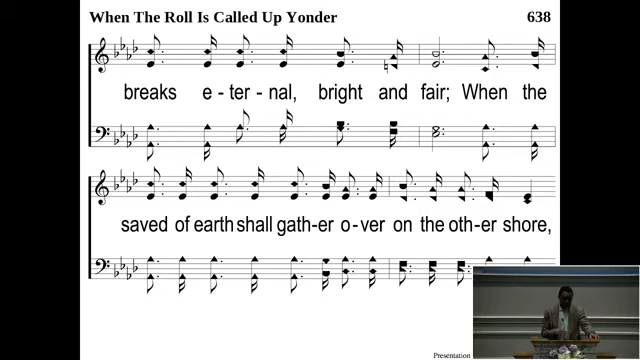 When The Roll Is Called Up Yonder 638
breaks e - ter - nal, bright and fair; When the
saved of earth shall gath-er o - ver on the oth-er shore,
Presentation